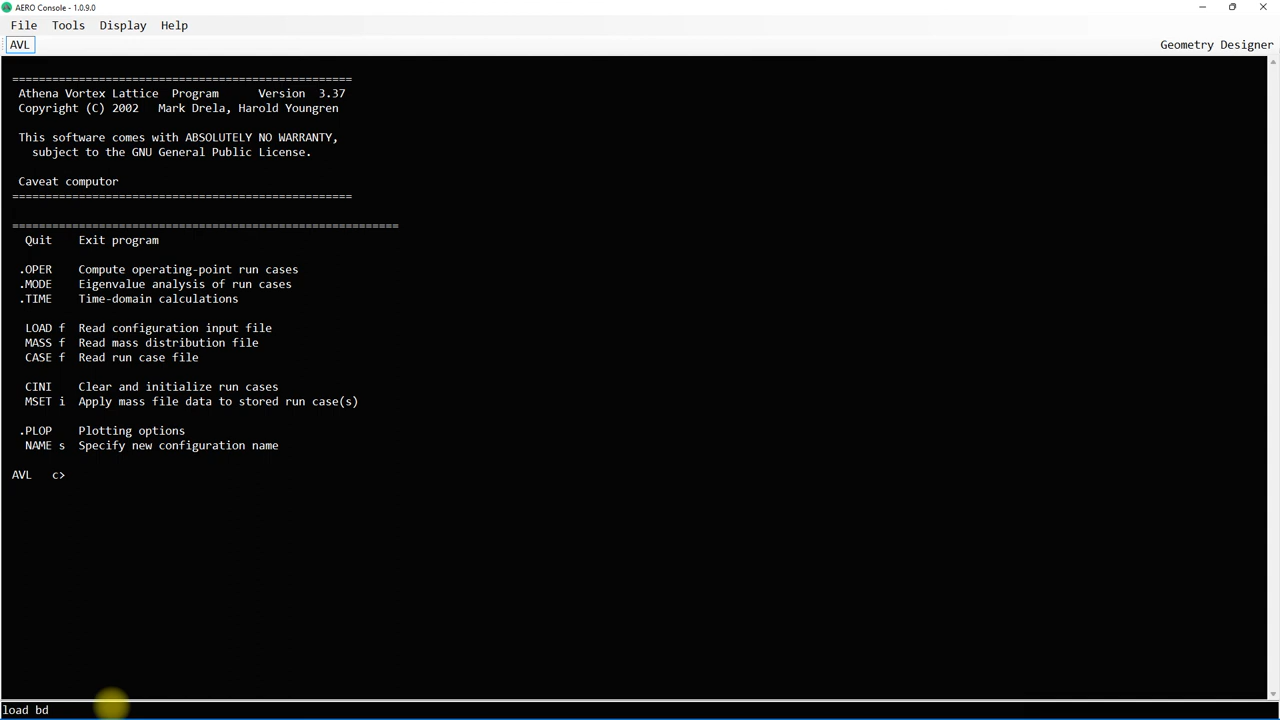 AERO Console - 1.0.9.0
File Tools Display Help
AVL Geometry Designer
===================================================
Athena Vortex Lattice  Program      Version  3.37
Copyright (C) 2002   Mark Drela, Harold Youngren
This software comes with ABSOLUTELY NO WARRANTY,
subject to the GNU General Public License.
Caveat computor
===================================================
==========================================================
Quit    Exit program
.OPER    Compute operating-point run cases
.MODE    Eigenvalue analysis of run cases
.TIME    Time-domain calculations
LOAD f  Read configuration input file
MASS f  Read mass distribution file
CASE f  Read run case file
CINI    Clear and initialize run cases
MSET i  Apply mass file data to stored run case(s)
.PLOP    Plotting options
NAME s  Specify new configuration name
AVL   c>
load bd